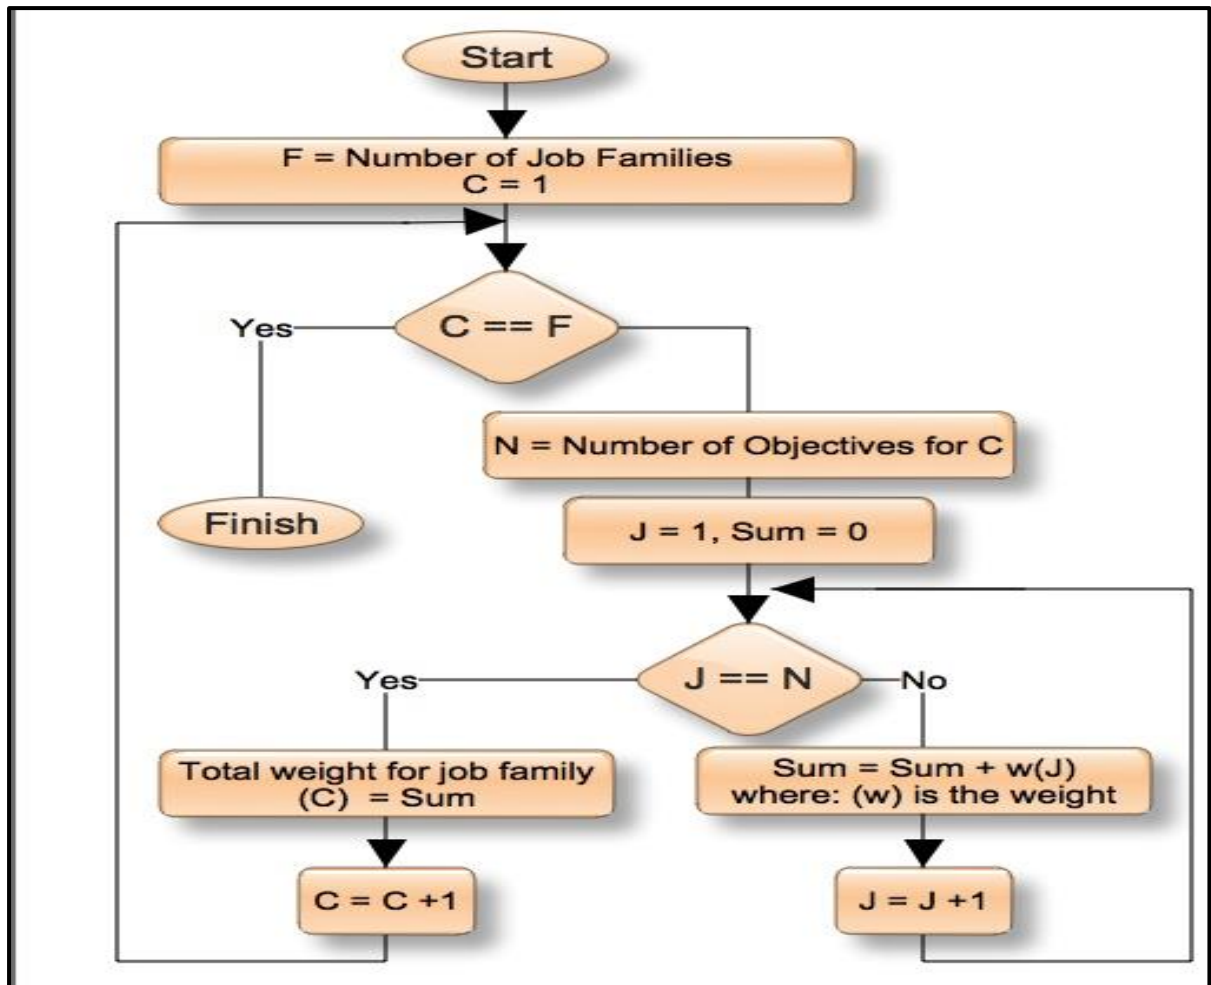 Start
F = Number of Job Families
C = 1
C == F
Yes
N = Number of Objectives for C
Finish
J = 1, Sum = 0
J == N
Yes
No
Total weight for job family
(C) = Sum
Sum = Sum + w(J)
where: (w) is the weight
C = C +1
J = J +1